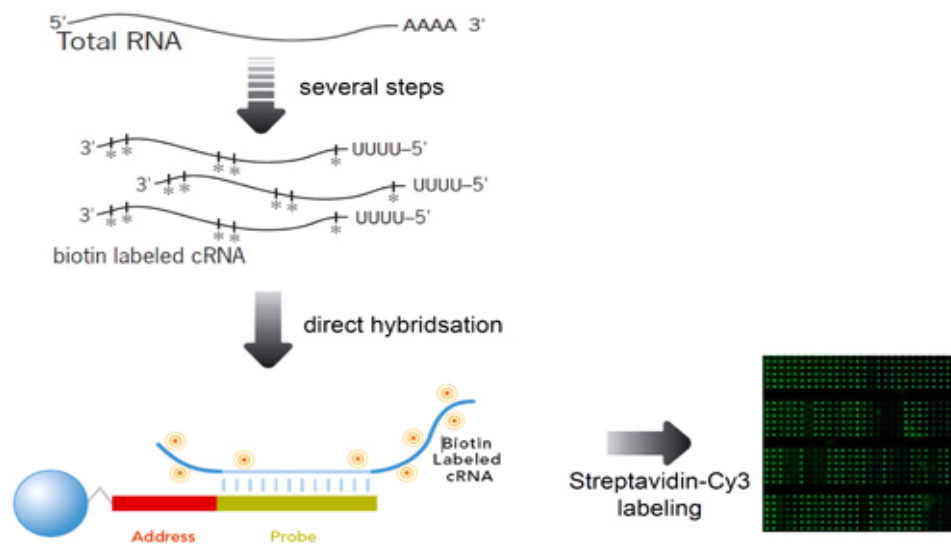 5' AAAA 3'
Total RNA
several steps
3' UUUU–5'
3' UUUU–5'
3' UUUU–5'
biotin labeled cRNA
direct hybridsation
Biotin
Labeled
cRNA
Streptavidin-Cy3
labeling
Address Probe